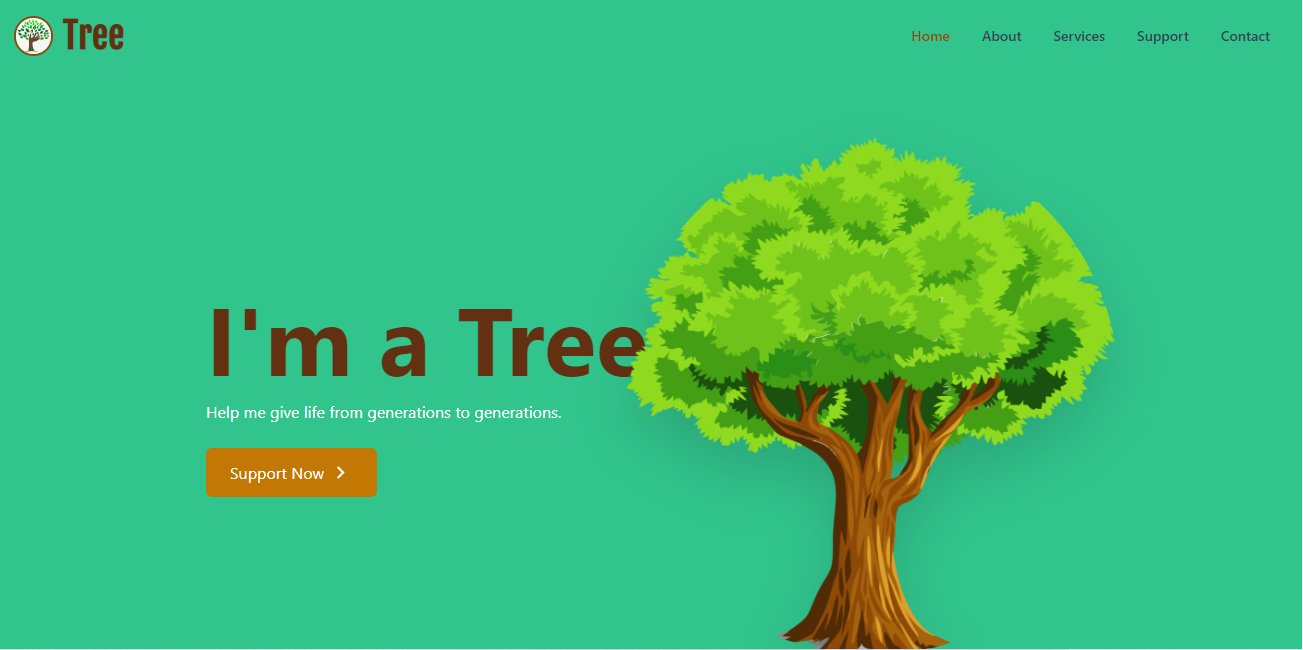 Tree
Home About Services Support Contact
I'm a Tree
Help me give life from generations to generations.
Support Now